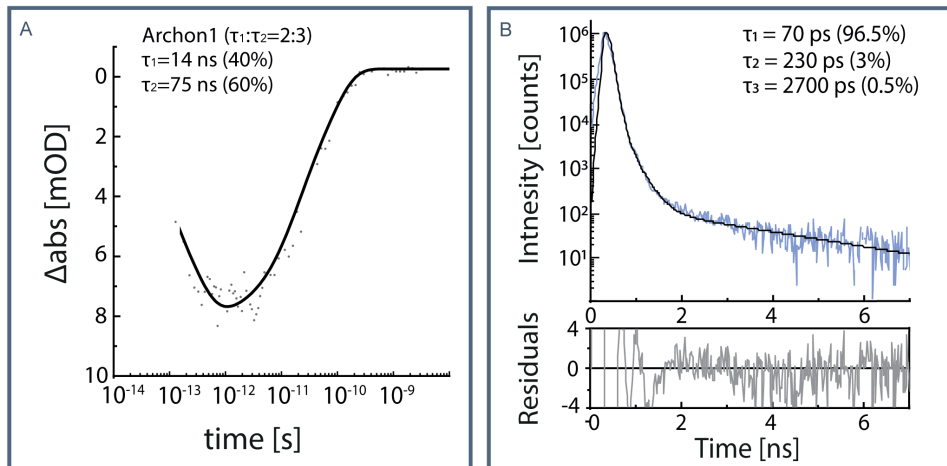 A
Archon1 (τ₁:τ₂=2:3)
τ₁=14 ns (40%)
τ₂=75 ns (60%)
0
2
4
6
8
10
Δabs [mOD]
10⁻¹⁴ 10⁻¹³ 10⁻¹² 10⁻¹¹ 10⁻¹⁰ 10⁻⁹
time [s]
B
τ₁ = 70 ps (96.5%)
τ₂ = 230 ps (3%)
τ₃ = 2700 ps (0.5%)
10⁶
10⁵
10⁴
10³
10²
10¹
Intnesity [counts]
0 2 4 6
4
0
-4
Residuals
-0 2 4 6
Time [ns]